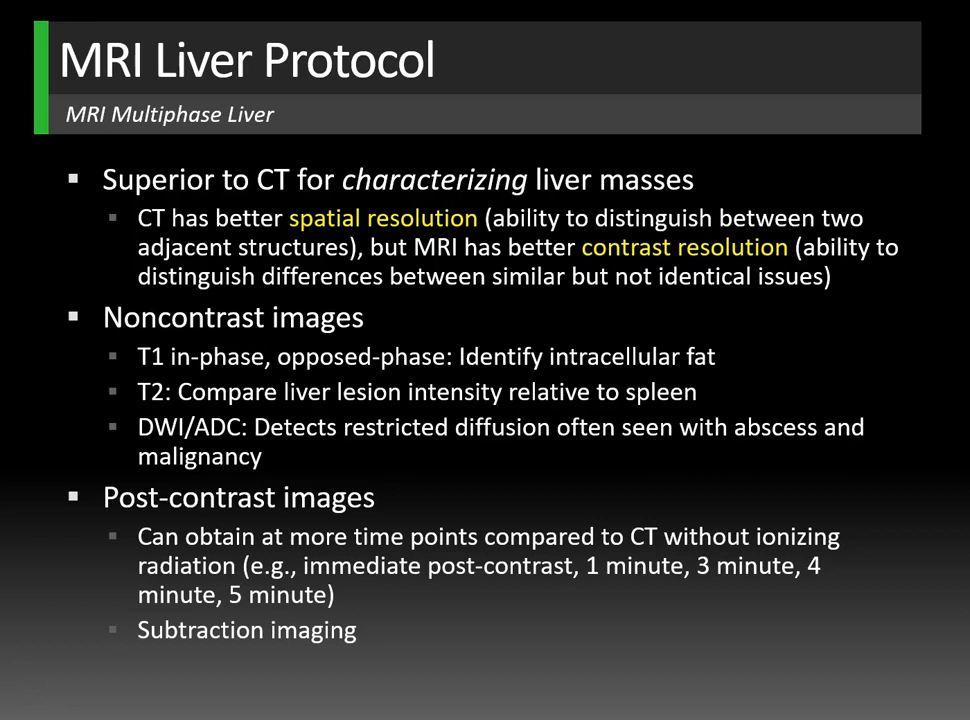 MRI Liver Protocol
MRI Multiphase Liver
▪ Superior to CT for characterizing liver masses
▪ CT has better spatial resolution (ability to distinguish between two
adjacent structures), but MRI has better contrast resolution (ability to
distinguish differences between similar but not identical issues)
▪ Noncontrast images
▪ T1 in-phase, opposed-phase: Identify intracellular fat
▪ T2: Compare liver lesion intensity relative to spleen
▪ DWI/ADC: Detects restricted diffusion often seen with abscess and
malignancy
▪ Post-contrast images
▪ Can obtain at more time points compared to CT without ionizing
radiation (e.g., immediate post-contrast, 1 minute, 3 minute, 4
minute, 5 minute)
▪ Subtraction imaging